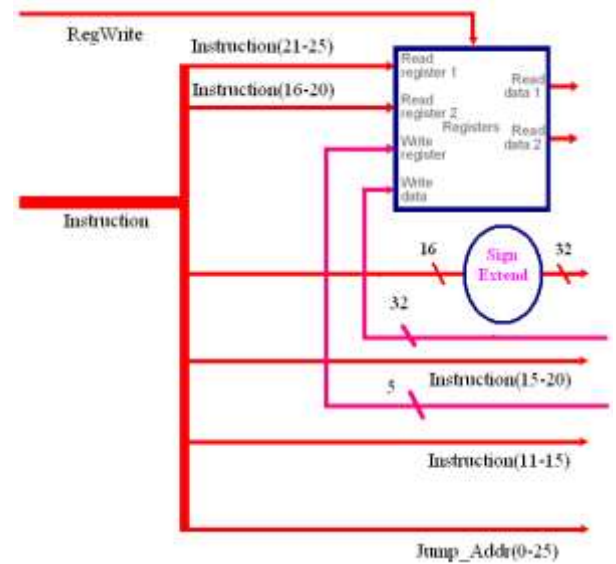 RegWrite
Instruction(21-25)
Instruction(16-20)
Read
register 1
Read
register 2
Write
register
Write
data
Registers
Read
data 1
Read
data 2
Instruction
16
Sign
Extend
32
32
Instruction(15-20)
5
Instruction(11-15)
Jump_Addr(0-25)